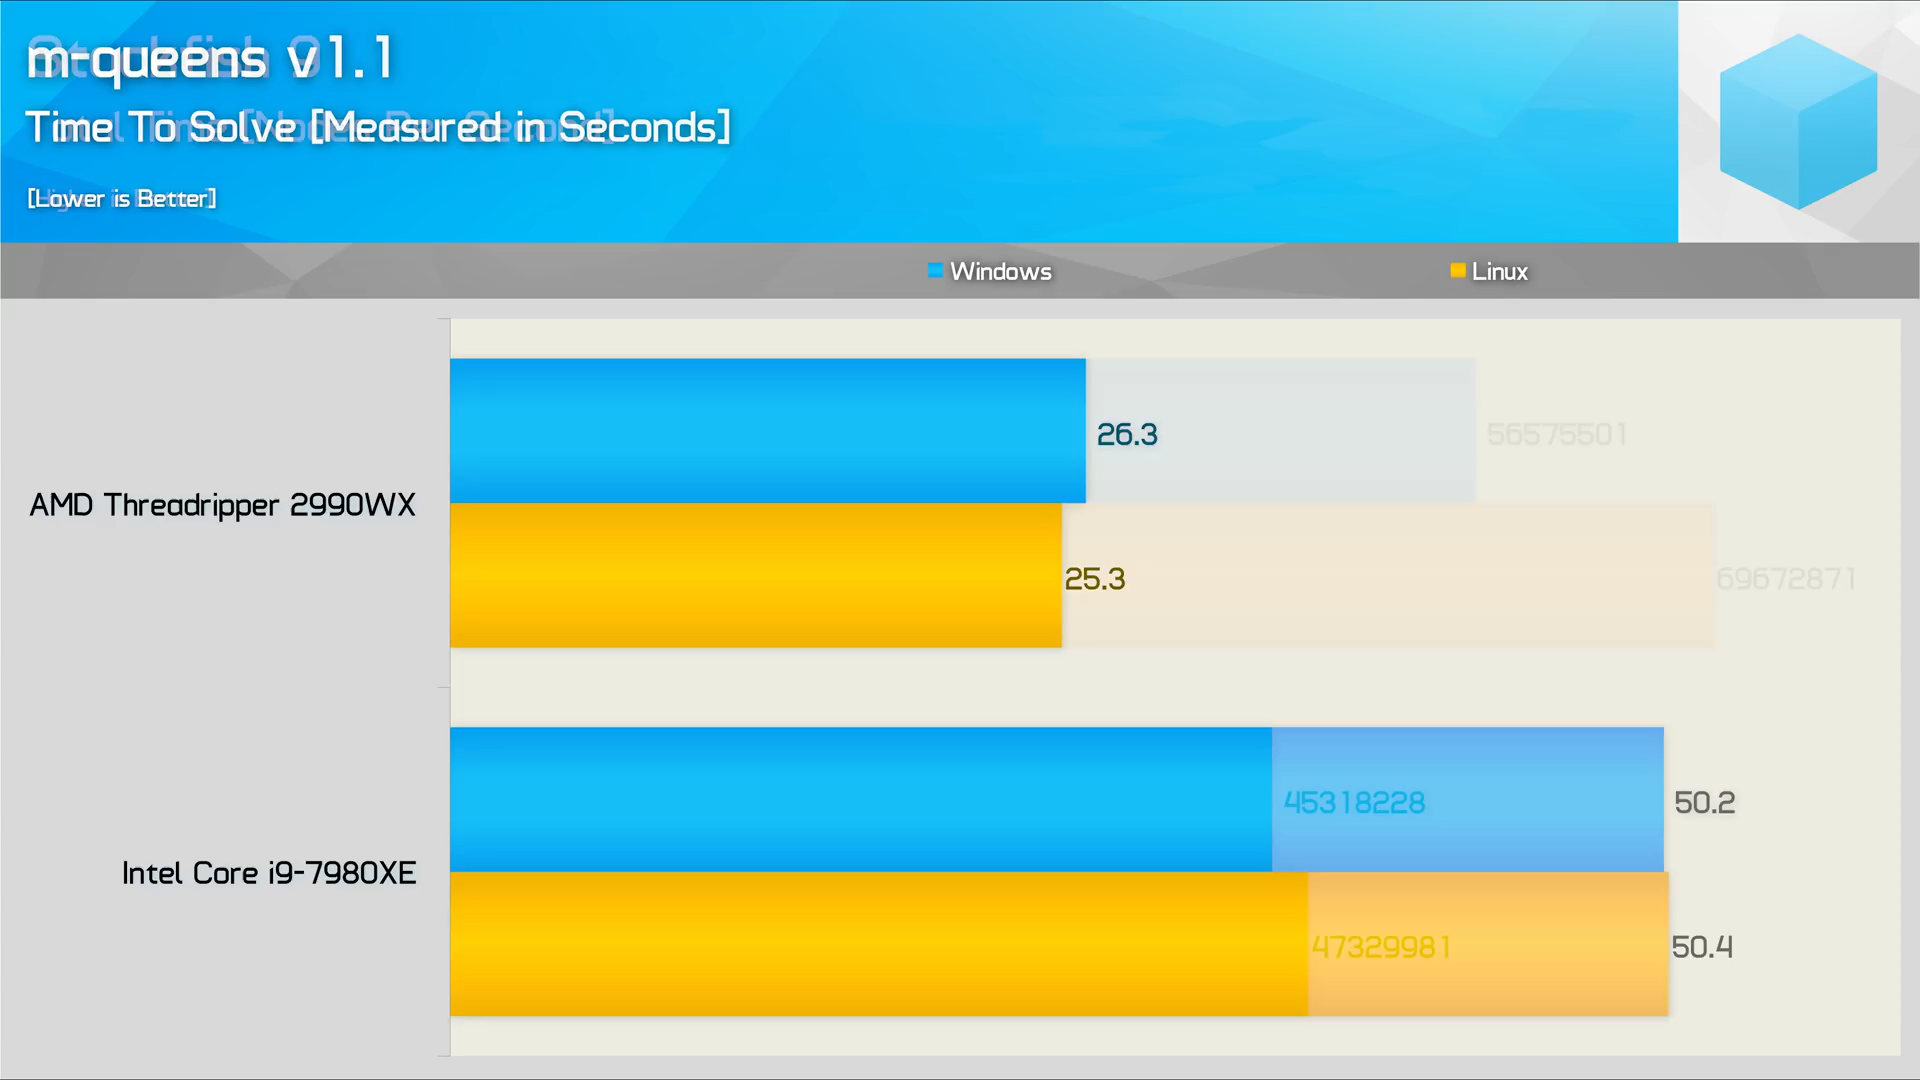 m-queens v1.1
Time To Solve [Measured in Seconds]
[Lower is Better]
Windows
Linux
26.3
56575501
AMD Threadripper 2990WX
25.3
69672871
45318228
50.2
Intel Core i9-7980XE
47329981
50.4